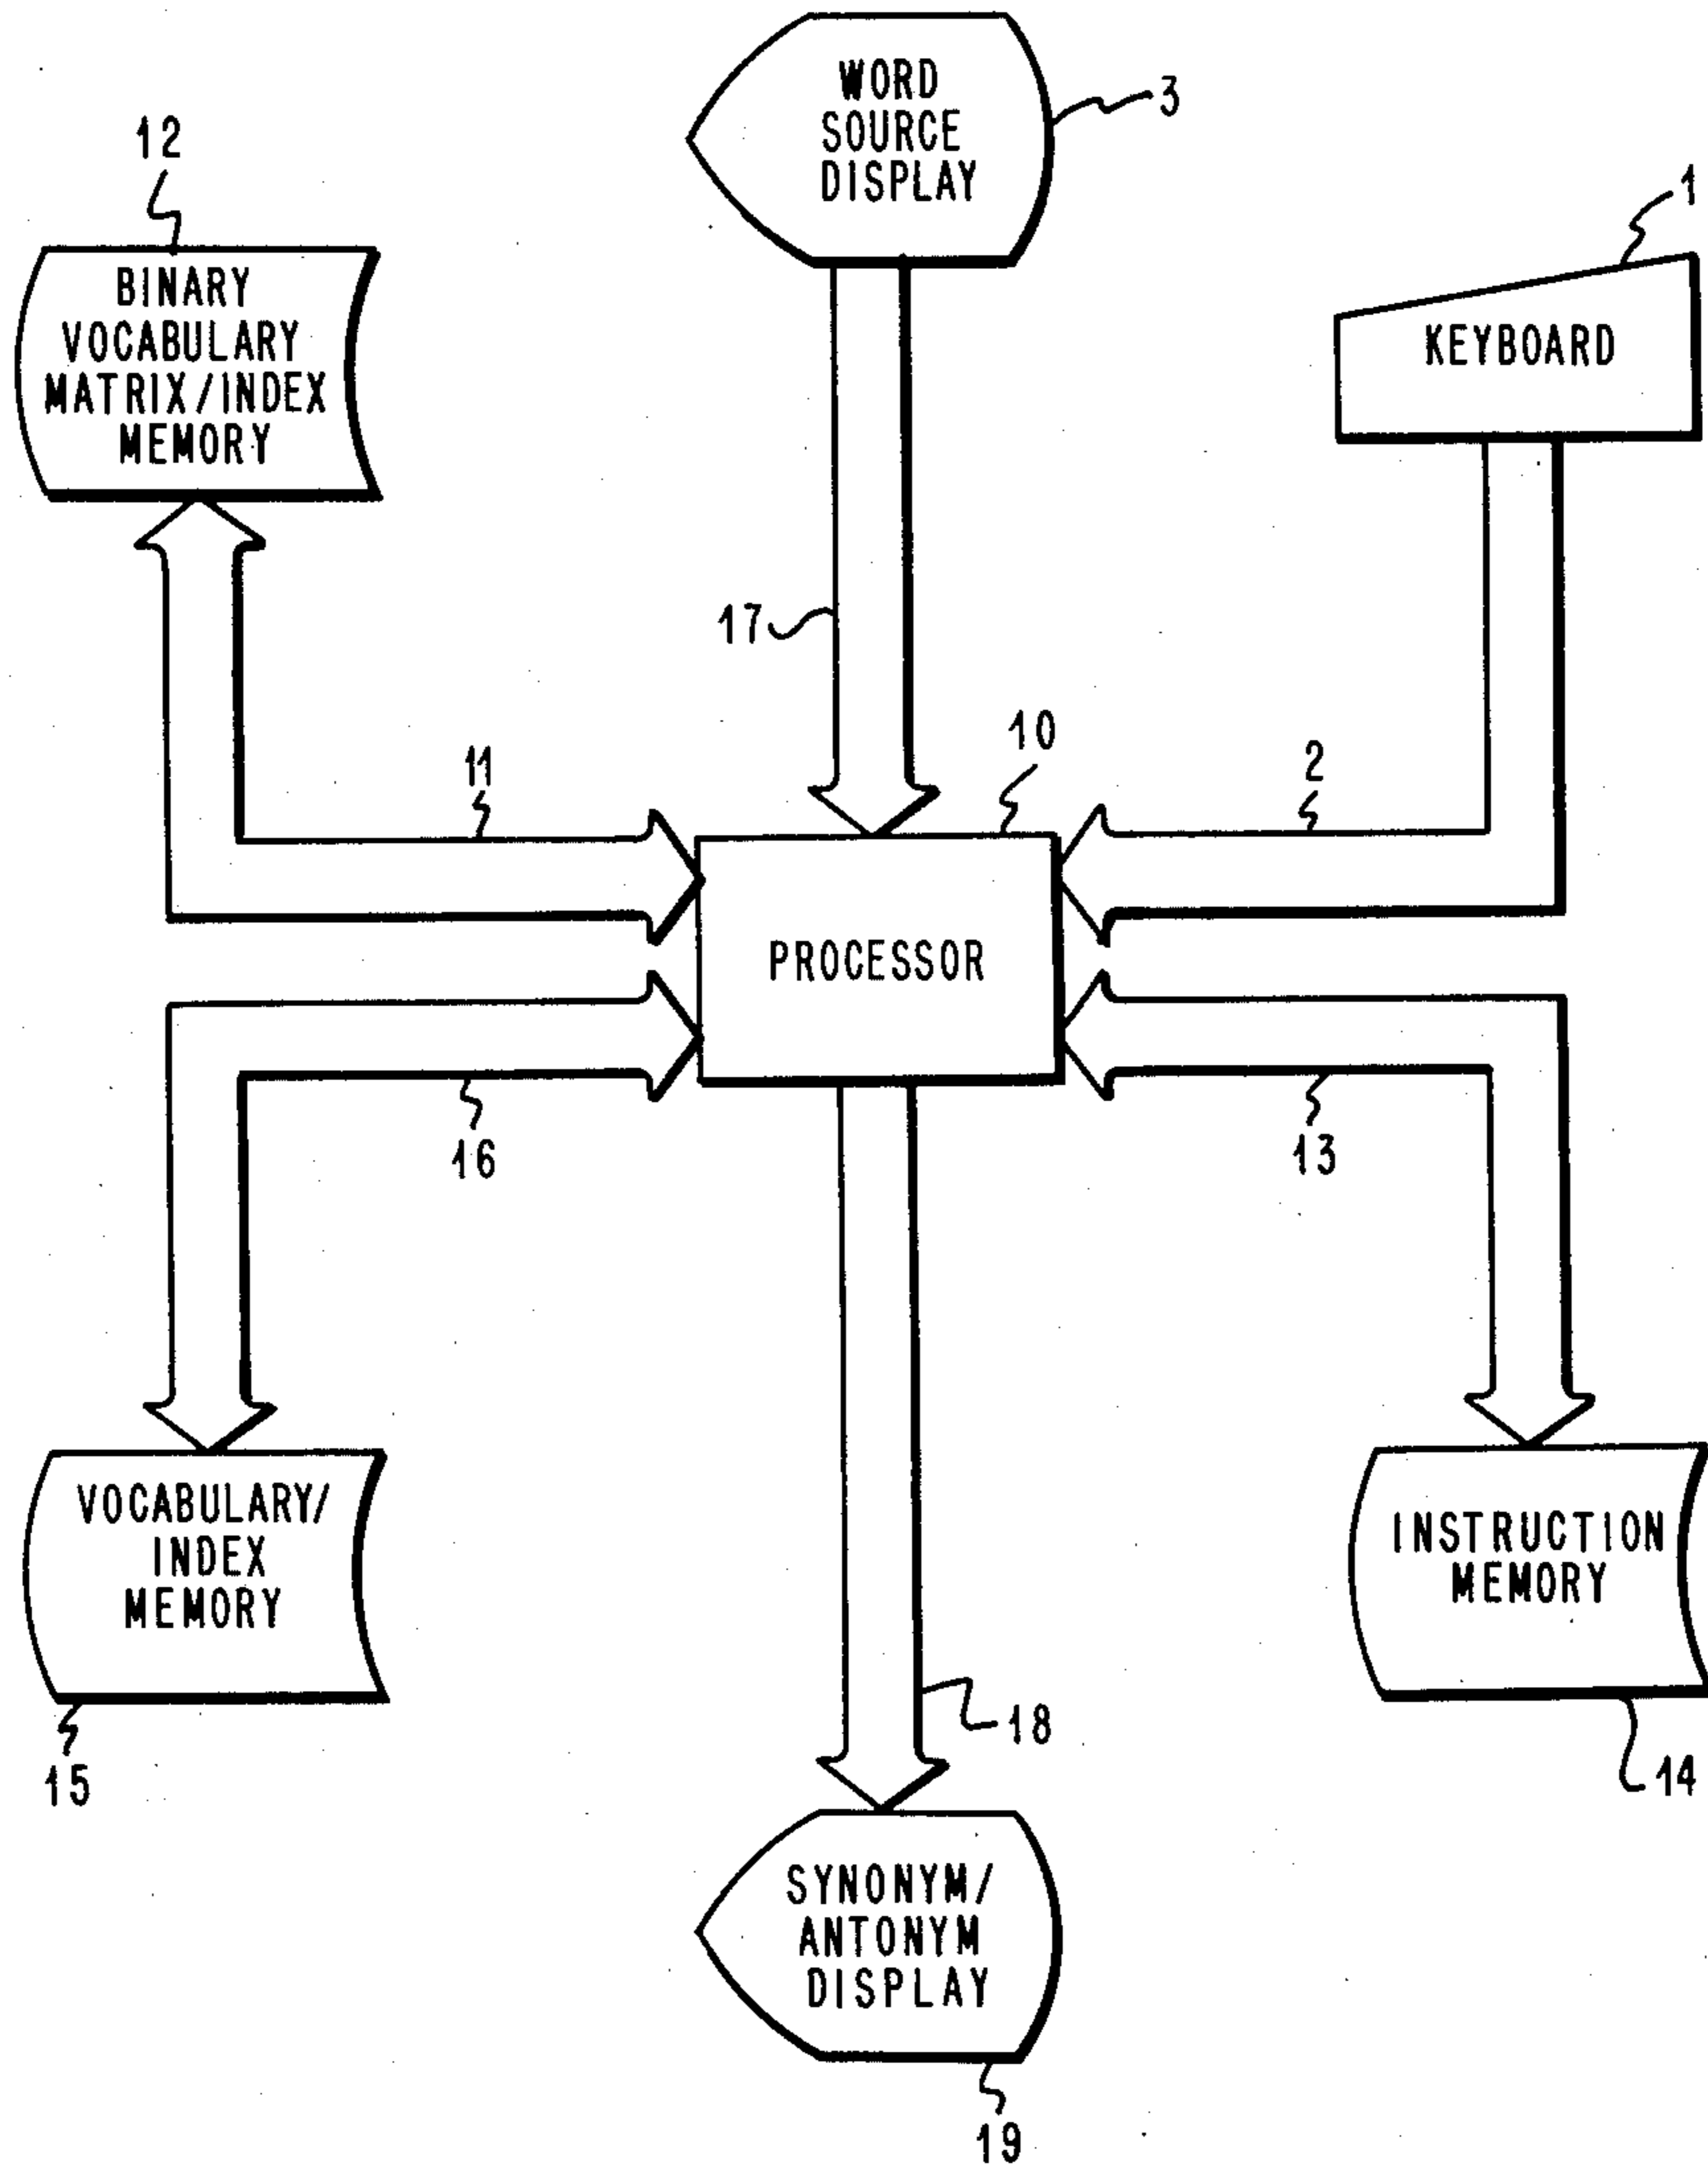 WORD
SOURCE
DISPLAY
3
12
1
BINARY
VOCABULARY
MATRIX/INDEX
MEMORY
KEYBOARD
17
11
10
2
PROCESSOR
16
13
VOCABULARY/
INDEX
MEMORY
INSTRUCTION
MEMORY
15
18
14
SYNONYM/
ANTONYM
DISPLAY
19